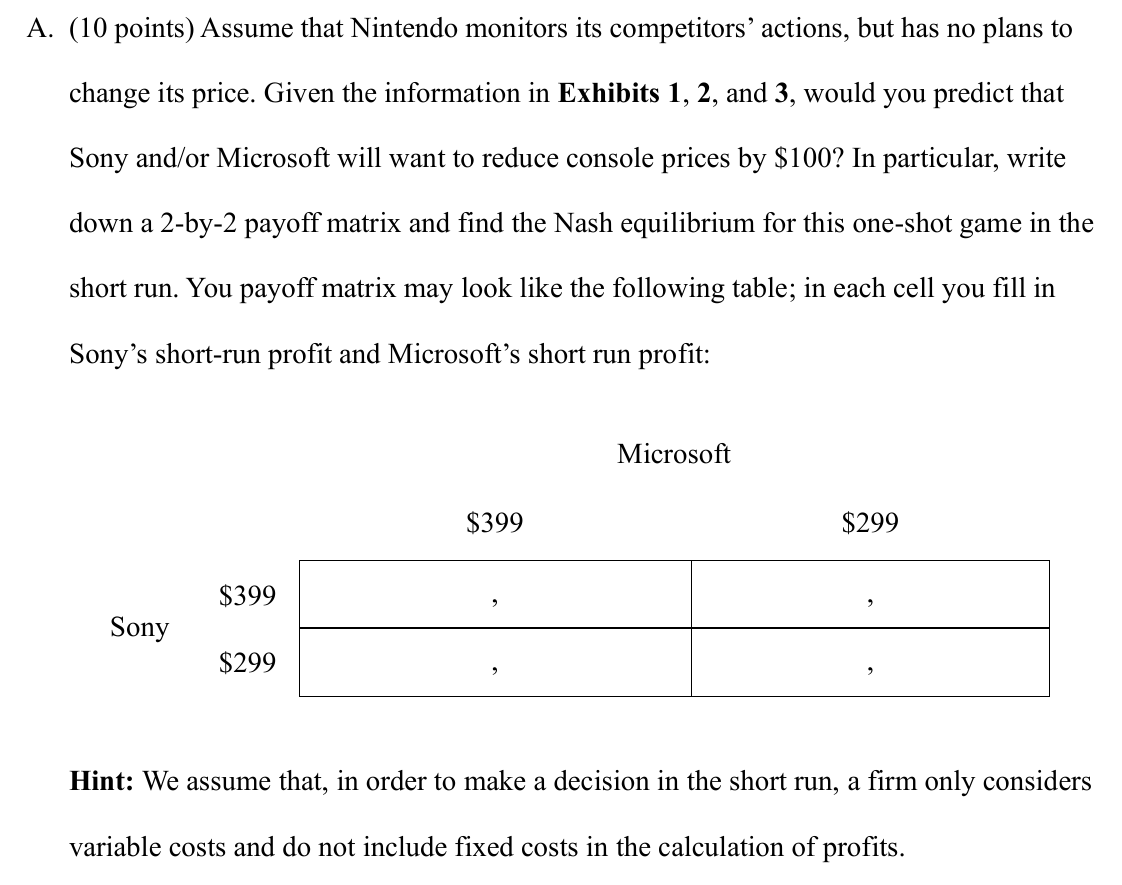 A. (10 points) Assume that Nintendo monitors its competitors’ actions, but has no plans to
change its price. Given the information in Exhibits 1, 2, and 3, would you predict that
Sony and/or Microsoft will want to reduce console prices by $100? In particular, write
down a 2-by-2 payoff matrix and find the Nash equilibrium for this one-shot game in the
short run. You payoff matrix may look like the following table; in each cell you fill in
Sony’s short-run profit and Microsoft’s short run profit:
Microsoft
$399 $299
$399 , ,
Sony
$299 , ,
Hint: We assume that, in order to make a decision in the short run, a firm only considers
variable costs and do not include fixed costs in the calculation of profits.